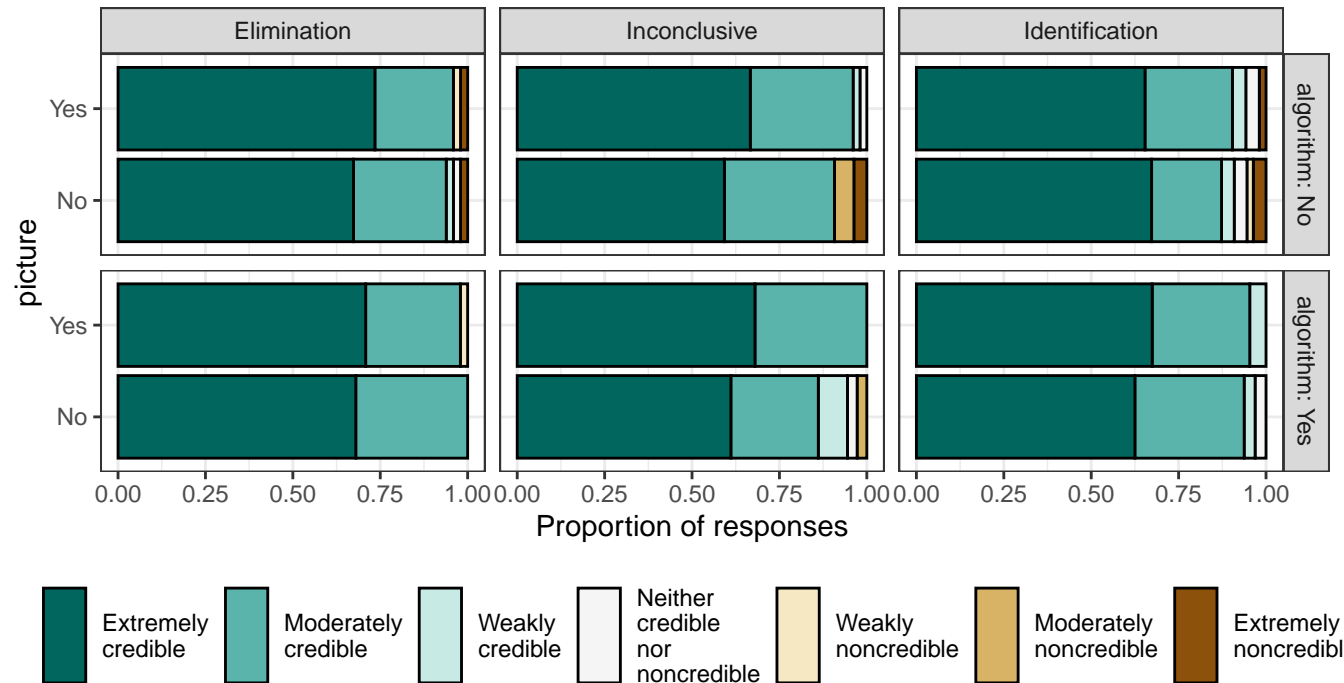 Elimination
Inconclusive
Identification
Yes
No
algorithm: No
Yes
No
algorithm: Yes
picture
0.00 0.25 0.50 0.75 1.00
0.00 0.25 0.50 0.75 1.00
0.00 0.25 0.50 0.75 1.00
Proportion of responses
Extremely
credible
Moderately
credible
Weakly
credible
Neither
credible
nor
noncredible
Weakly
noncredible
Moderately
noncredible
Extremely
noncredibl